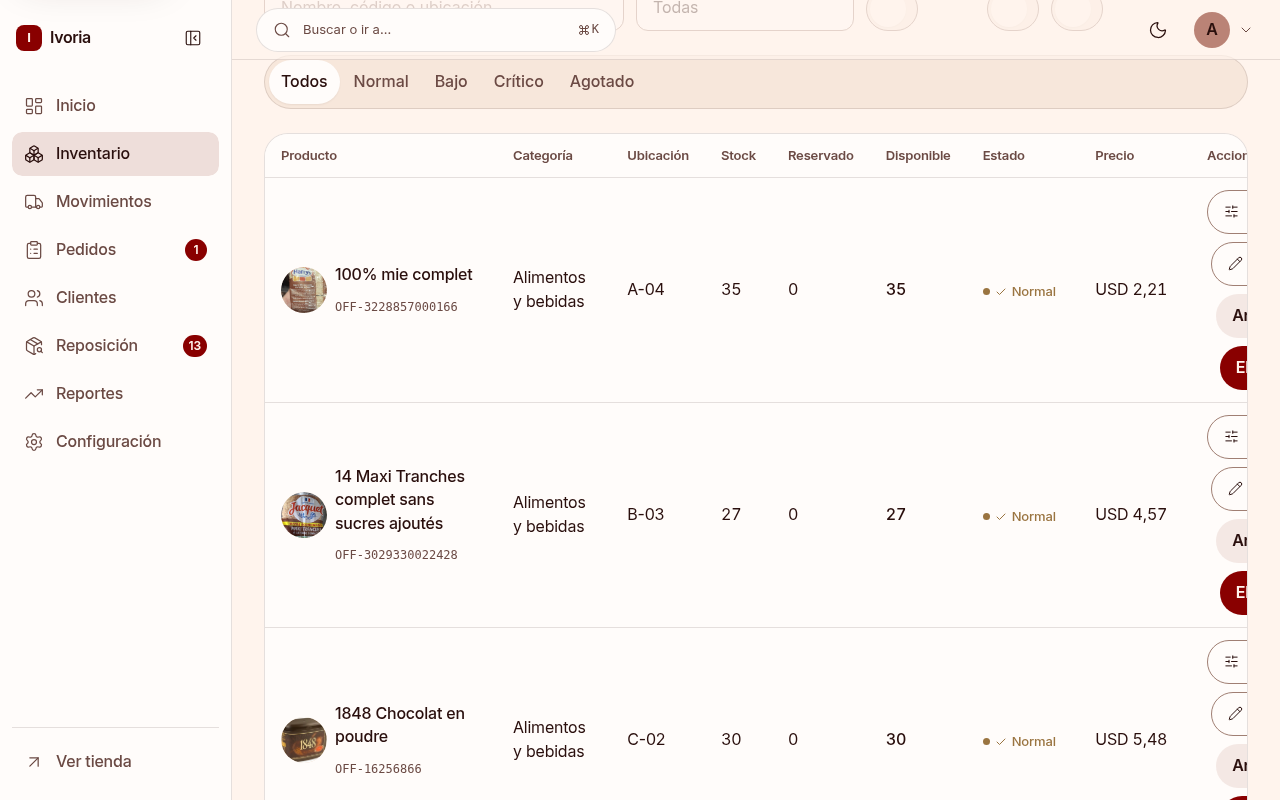 Nombre, código o ubicación
Todas
I Ivoria
Buscar o ir a...
⌘K
A
Inicio
Inventario
Movimientos
Pedidos 1
Clientes
Reposición 13
Reportes
Configuración
Ver tienda
Todos Normal Bajo Crítico Agotado
Producto Categoría Ubicación Stock Reservado Disponible Estado Precio Accion
100% mie complet
OFF-3228857000166
Alimentos
y bebidas
A-04 35 0 35 Normal USD 2,21
14 Maxi Tranches
complet sans
sucres ajoutés
OFF-3029330022428
Alimentos
y bebidas
B-03 27 0 27 Normal USD 4,57
1848 Chocolat en
poudre
OFF-16256866
Alimentos
y bebidas
C-02 30 0 30 Normal USD 5,48